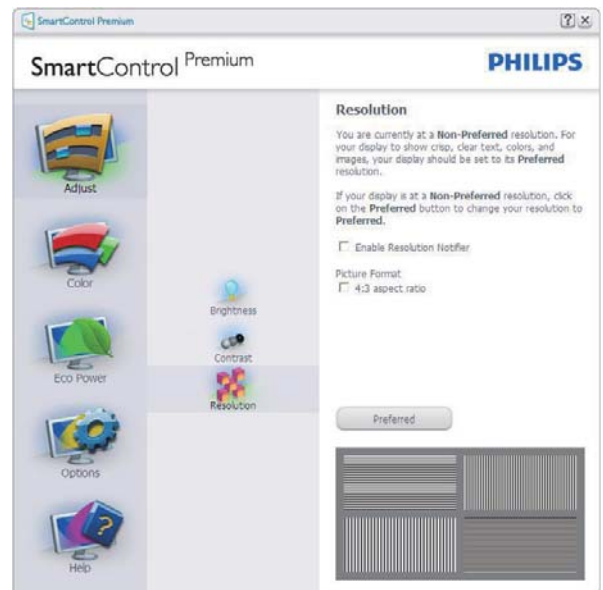 SmartControl Premium
SmartControl Premium
PHILIPS
Adjust
Color
Eco Power
Options
Help
Brightness
Contrast
Resolution
Resolution
You are currently at a Non-Preferred resolution. For
your display to show crisp, clear text, colors, and
images, your display should be set to its Preferred
resolution.
If your display is at a Non-Preferred resolution, click
on the Preferred button to change your resolution to
Preferred.
Enable Resolution Notifier
Picture Format
4:3 aspect ratio
Preferred